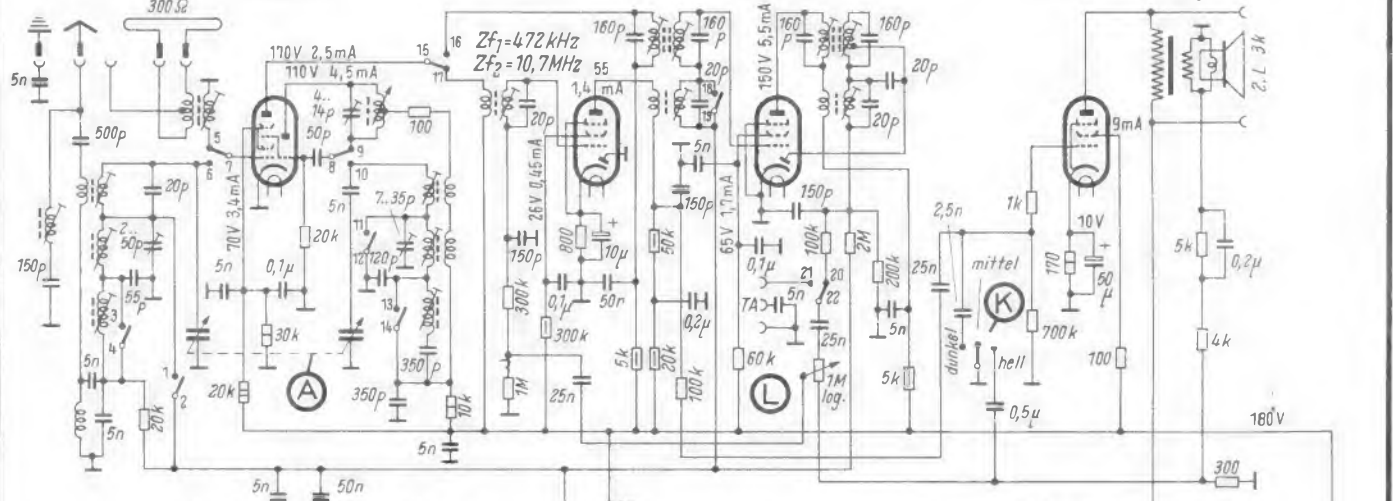 300Ω
5n
500p
150p
20p
2..
50p
55
p
3
4
5n
5n
20k
1
2
5
6
7
170V 2,5mA
110V 4,5mA
4..
14p
50p
8
9
10
100
70V 3,4mA
20k
5n
0,1µ
30k
20k
A
5n
7..35p
11
12
120p
13
14
350
p
350p
10k
5n
15
16
17
Zf1=472kHz
Zf2=10,7MHz
20p
26V 0,45mA
150p
300k
1M
25n
0,1µ
300k
1,4
mA
55
800
+
10µ
50n
5k
160p
160
p
20p
18
19
5n
150p
50k
0,2µ
20k
100k
65V 1,7mA
60k
0,1µ
150V 5,5mA
160
p
160p
20p
20p
150p
100k
2M
200k
5n
5k
21
20
22
TA
5n
25n
1M
log.
L
25n
2,5n
dunkel
mittel
hell
K
0,5µ
1k
700k
9mA
10V
170
+
50
µ
100
2.L 3k
5k
0,2µ
4k
300
180V
5n
50n